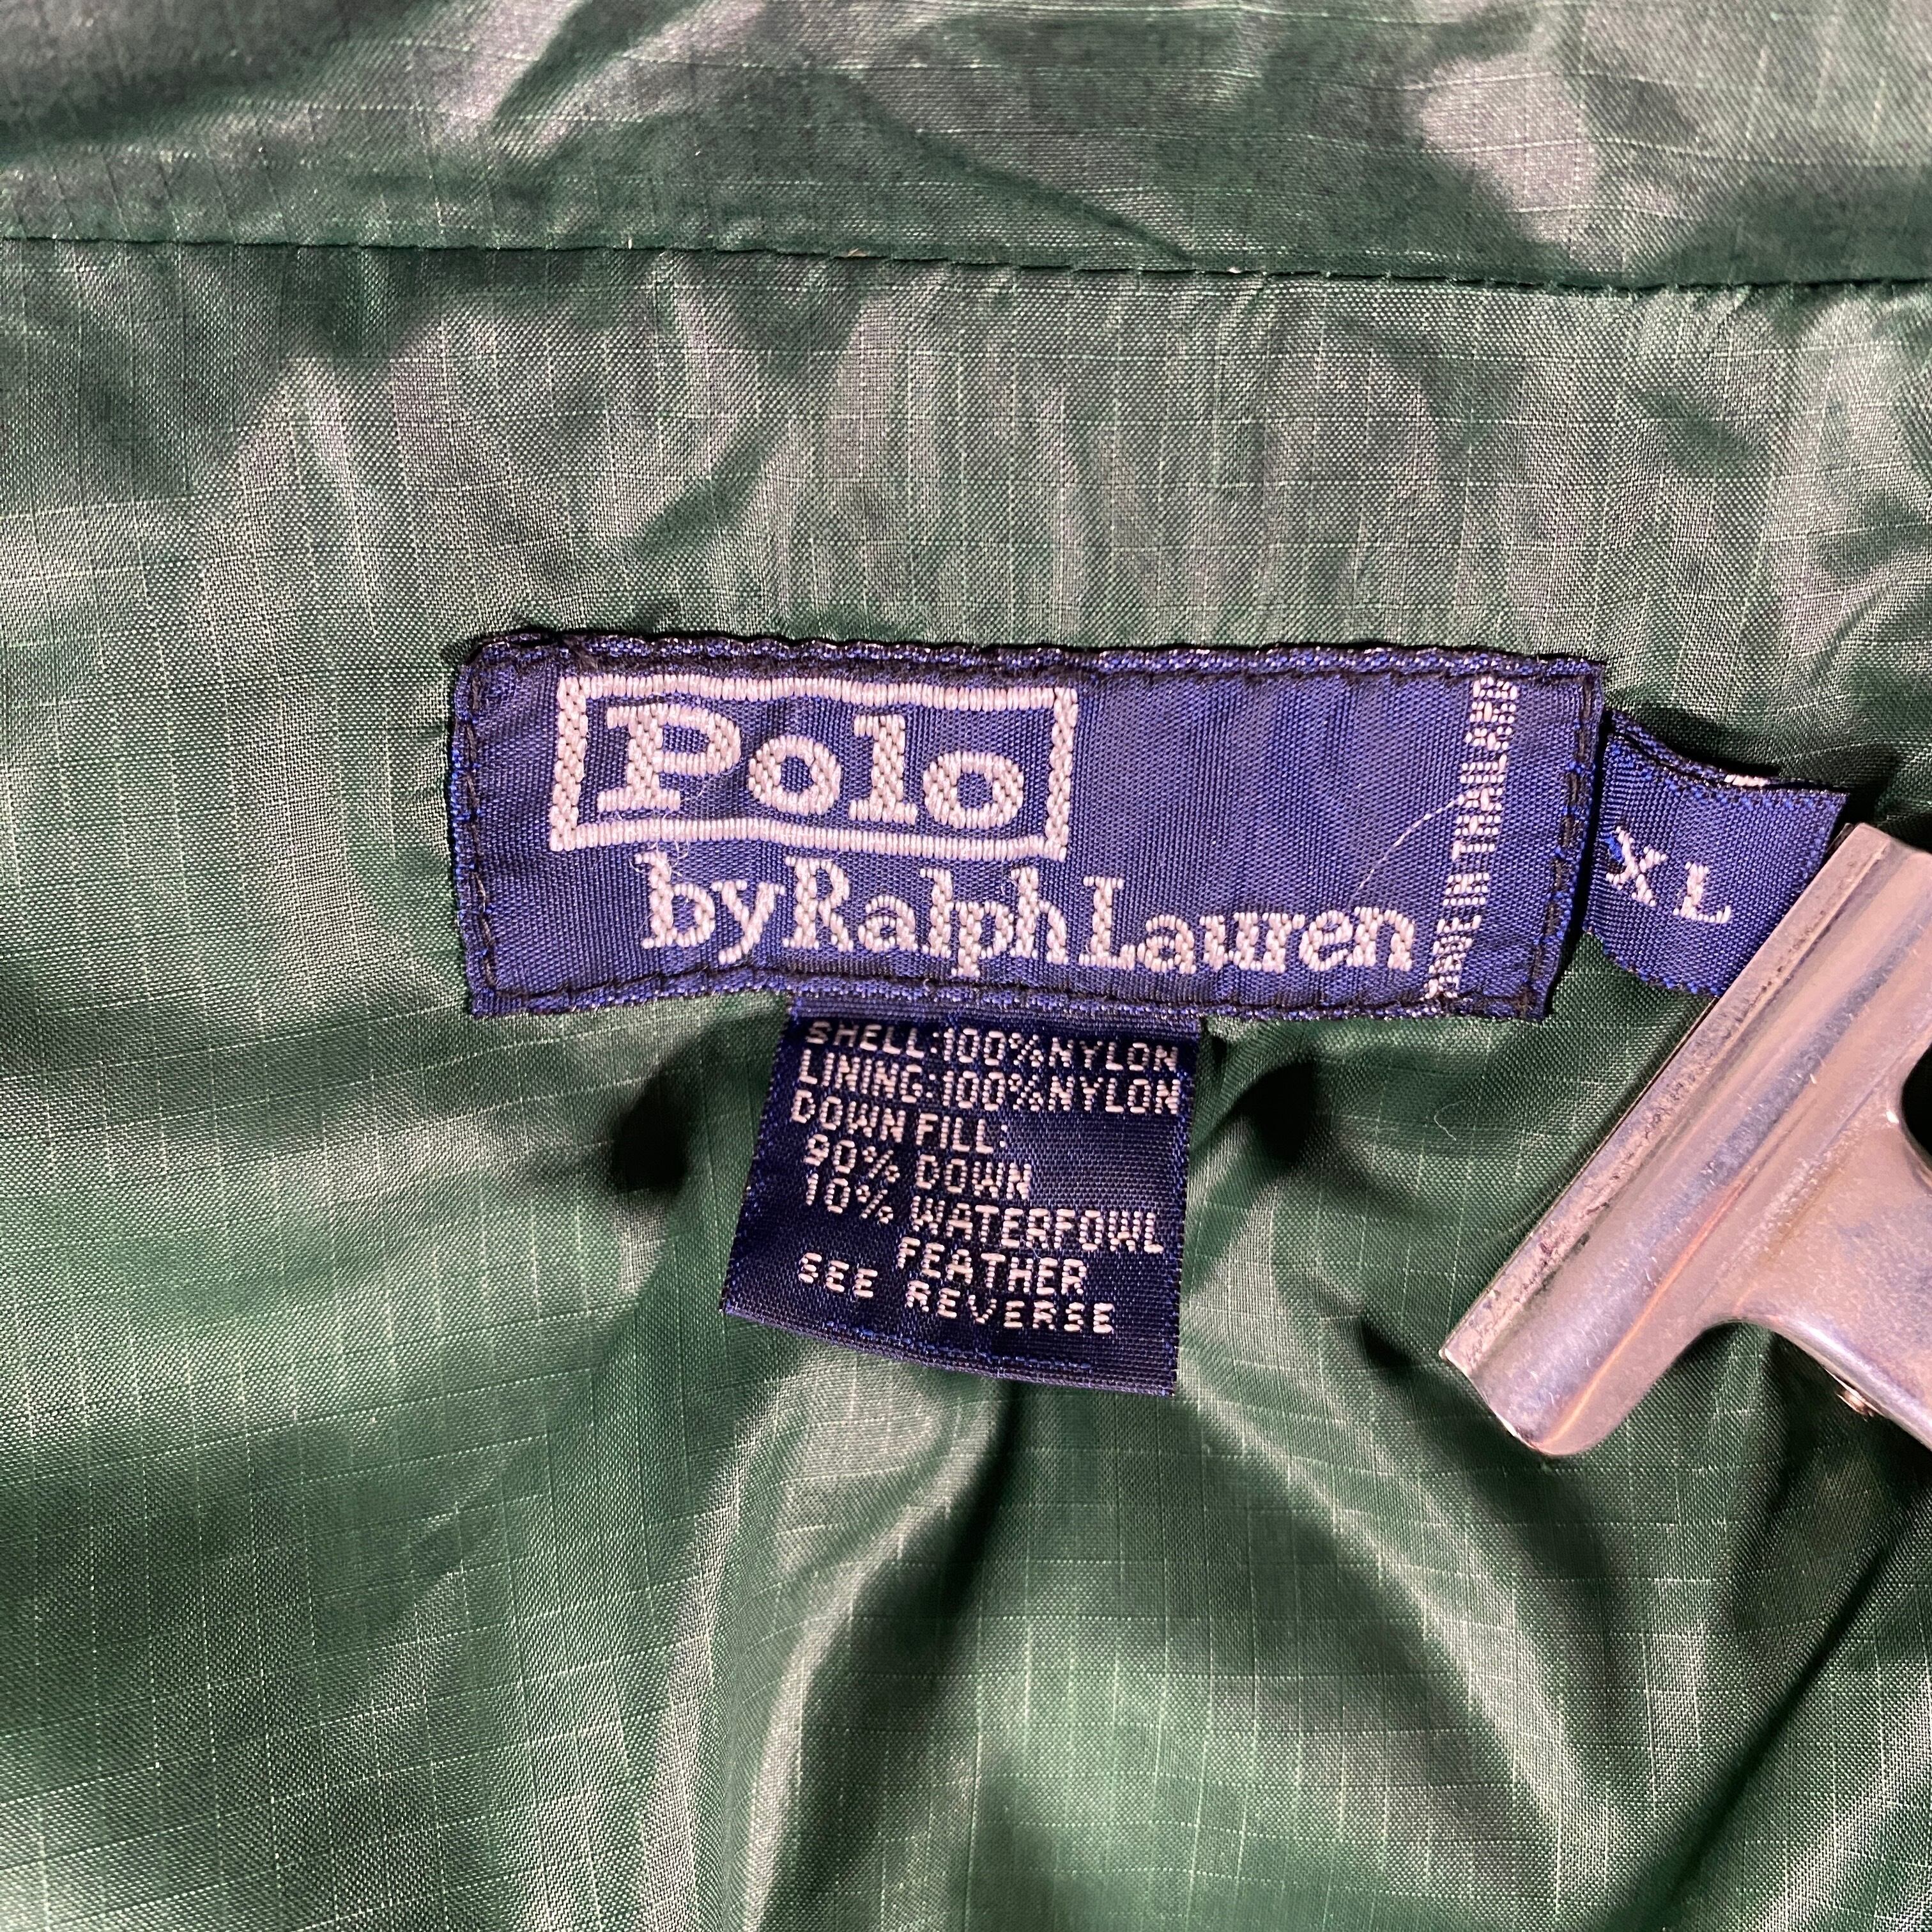 Polo
by Ralph Lauren
MADE IN THAILAND
XL
SHELL:100%NYLON
LINING:100%NYLON
DOWN FILL:
90% DOWN
10% WATERFOWL
FEATHER
SEE REVERSE